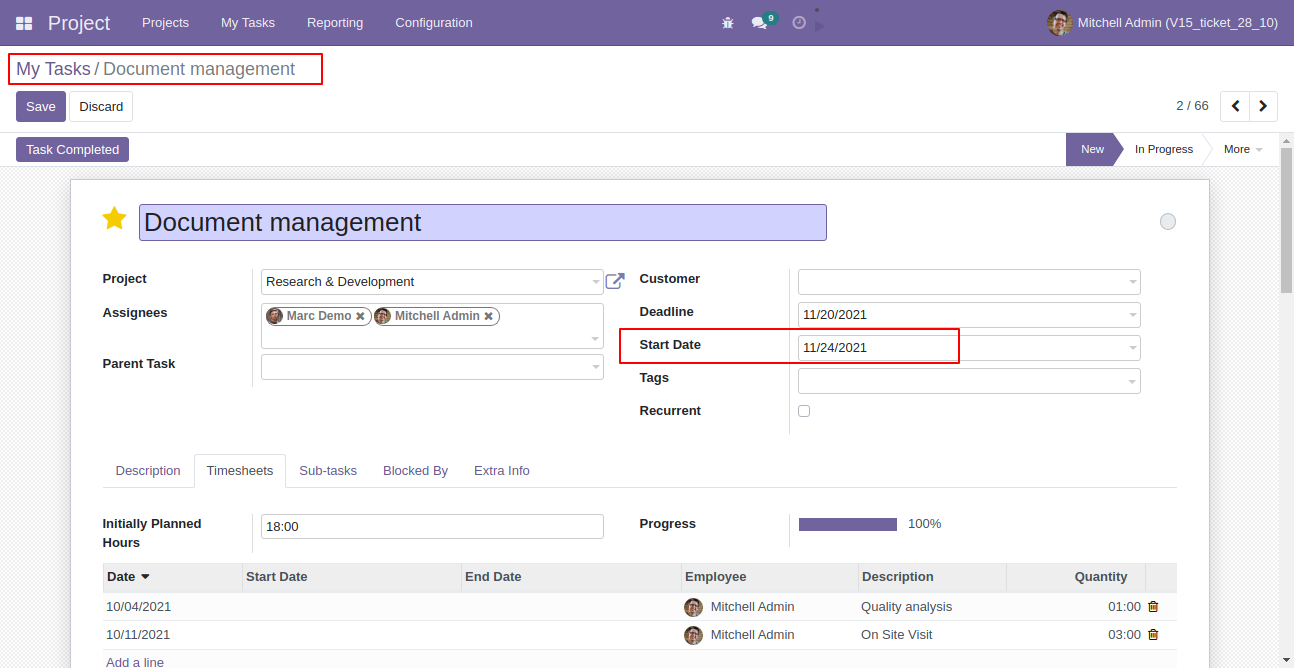 Project Projects My Tasks Reporting Configuration 9 Mitchell Admin (V15_ticket_28_10)
My Tasks / Document management
Save Discard 2 / 66
Task Completed New In Progress More
Document management
Project Research & Development Customer
Assignees Marc Demo Mitchell Admin Deadline 11/20/2021
Start Date 11/24/2021
Parent Task Tags
Recurrent
Description Timesheets Sub-tasks Blocked By Extra Info
Initially Planned Hours 18:00 Progress 100%
Date Start Date End Date Employee Description Quantity
10/04/2021 Mitchell Admin Quality analysis 01:00
10/11/2021 Mitchell Admin On Site Visit 03:00
Add a line